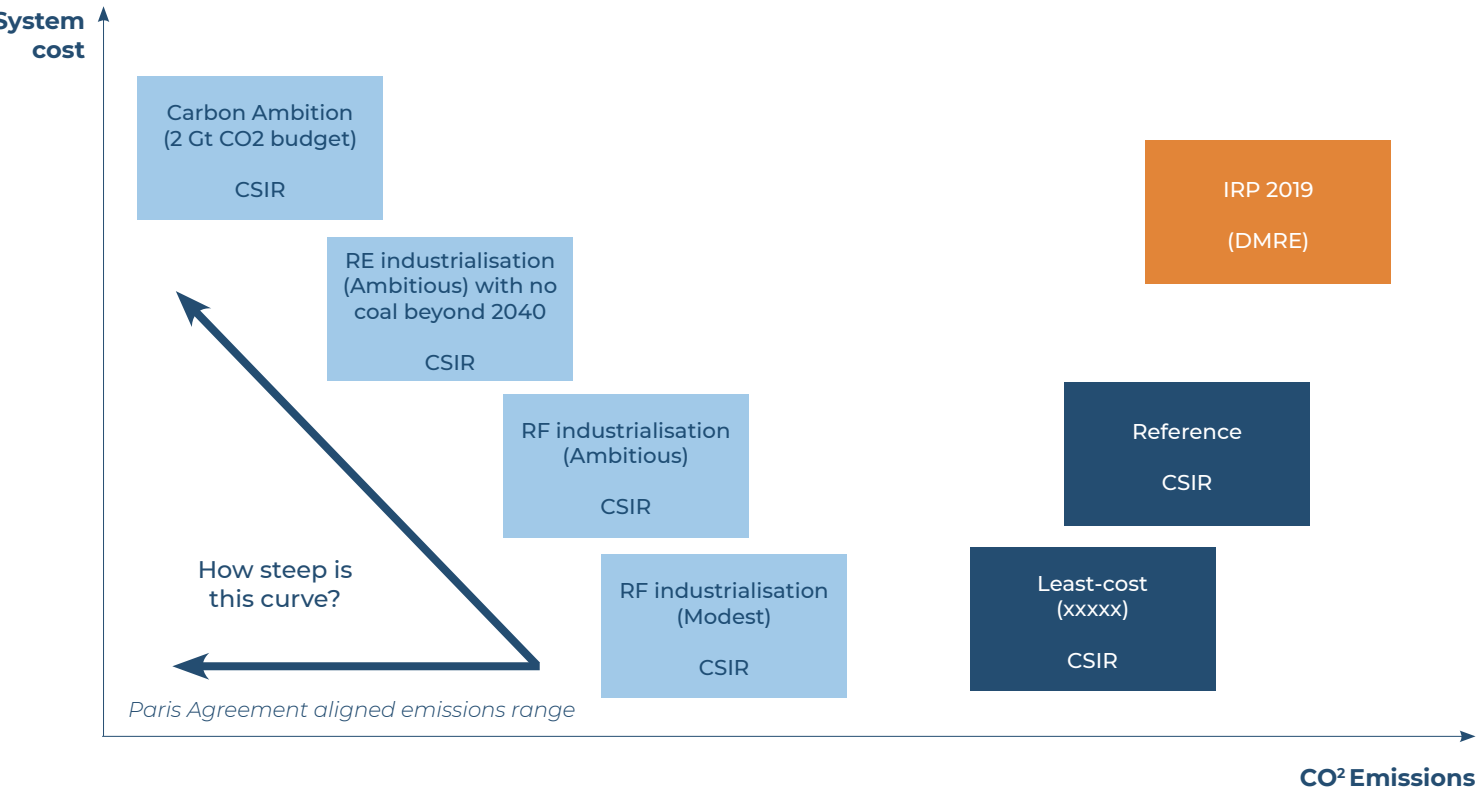 System
cost
Carbon Ambition
(2 Gt CO2 budget)
CSIR
IRP 2019
(DMRE)
RE industrialisation
(Ambitious) with no
coal beyond 2040
CSIR
RF industrialisation
(Ambitious)
CSIR
Reference
CSIR
How steep is
this curve?
RF industrialisation
(Modest)
CSIR
Least-cost
(xxxxx)
CSIR
Paris Agreement aligned emissions range
CO² Emissions